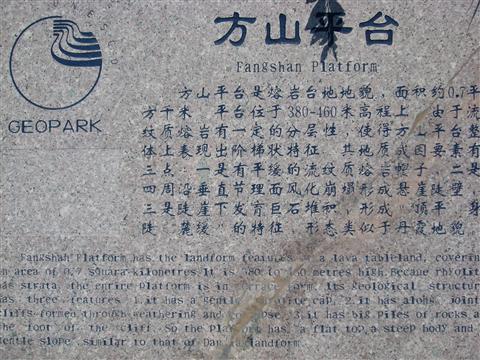 方山平台
Fangshan Platform
GEOPARK
方山平台是熔岩台地地貌，面积约0.7平
方千米 平台位于380-460米高程上 由于流
纹质熔岩有一定的分层性，使得方山平台整
体上表现出阶梯状特征 其地质成因要素有
三点：一是有平缓的流纹质熔岩帽子 二是
四周沿垂直节理面风化崩塌形成悬崖陡壁
三是陡崖下发育巨石堆积，形成“顶平 身
陡 麓缓”的特征 形态类似于丹霞地貌
Fangshan Platform has the landform features of a lava tableland, coverin
an area of 0.7 square kilometres It is 380 to 460 metres high. Because rhyolit
has strata, the entire platform is in terrace form. Its geological structur
has three features 1.it has a gentle rhyolite cap, 2.it has along joint
cliffs formed through weathering and 3.it has big piles of rocks a
the foot of the cliff. So the Platform has a flat top, a steep body and
gentle slope, similar to that of Danxia landform.